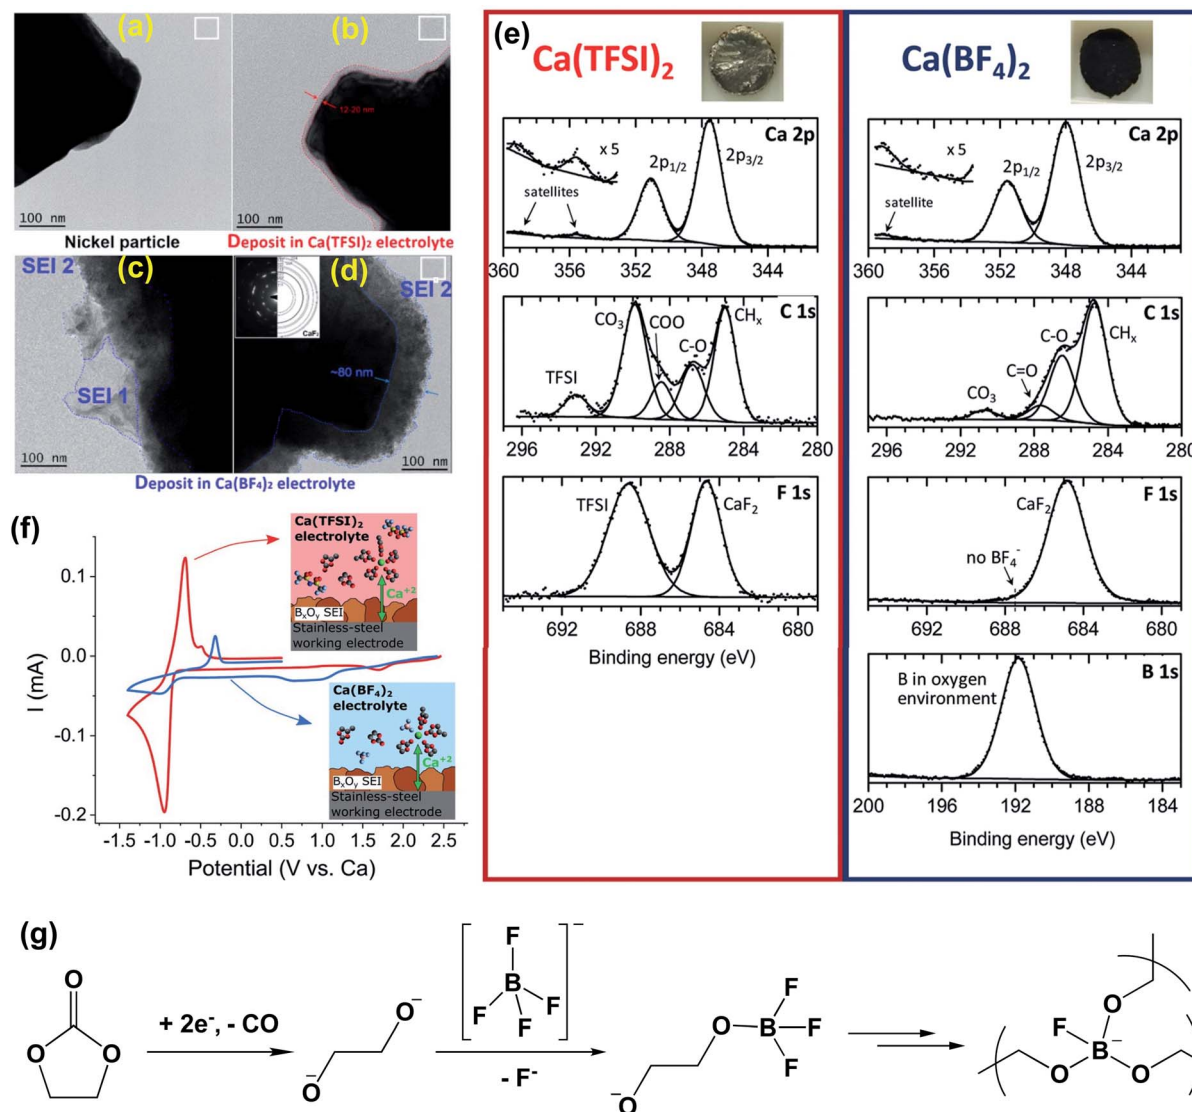 (a)
(b)
12-20 nm
100 nm
100 nm
Nickel particle
Deposit in Ca(TFSI)₂ electrolyte
SEI 2
(c)
SEI 1
100 nm
(d)
SEI 2
CaF₂
~80 nm
100 nm
Deposit in Ca(BF₄)₂ electrolyte
(e)
Ca(TFSI)₂
Ca 2p
x 5
2p₁/₂
2p₃/₂
satellites
360 356 352 348 344
C 1s
CO₃
COO
C-O
CHₓ
TFSI
296 292 288 284 280
F 1s
TFSI
CaF₂
692 688 684 680
Binding energy (eV)
Ca(BF₄)₂
Ca 2p
x 5
2p₁/₂
2p₃/₂
satellite
360 356 352 348 344
C 1s
C-O
CHₓ
C=O
CO₃
296 292 288 284 280
F 1s
CaF₂
no BF₄⁻
692 688 684 680
B 1s
B in oxygen
environment
200 196 192 188 184
Binding energy (eV)
(f)
Ca(TFSI)₂
electrolyte
Ca⁺²
BₓOᵧ SEI
Stainless-steel
working electrode
Ca(BF₄)₂
electrolyte
Ca⁺²
BₓOᵧ SEI
Stainless-steel
working electrode
I (mA)
0.1
0.0
-0.1
-0.2
-1.5 -1.0 -0.5 0.0 0.5 1.0 1.5 2.0 2.5
Potential (V vs. Ca)
(g)
O
O O
+ 2e⁻, - CO
O⁻
⁻O
F
B
F F F
⁻
- F⁻
F
O B F
F
⁻O
O
F
B⁻
O O